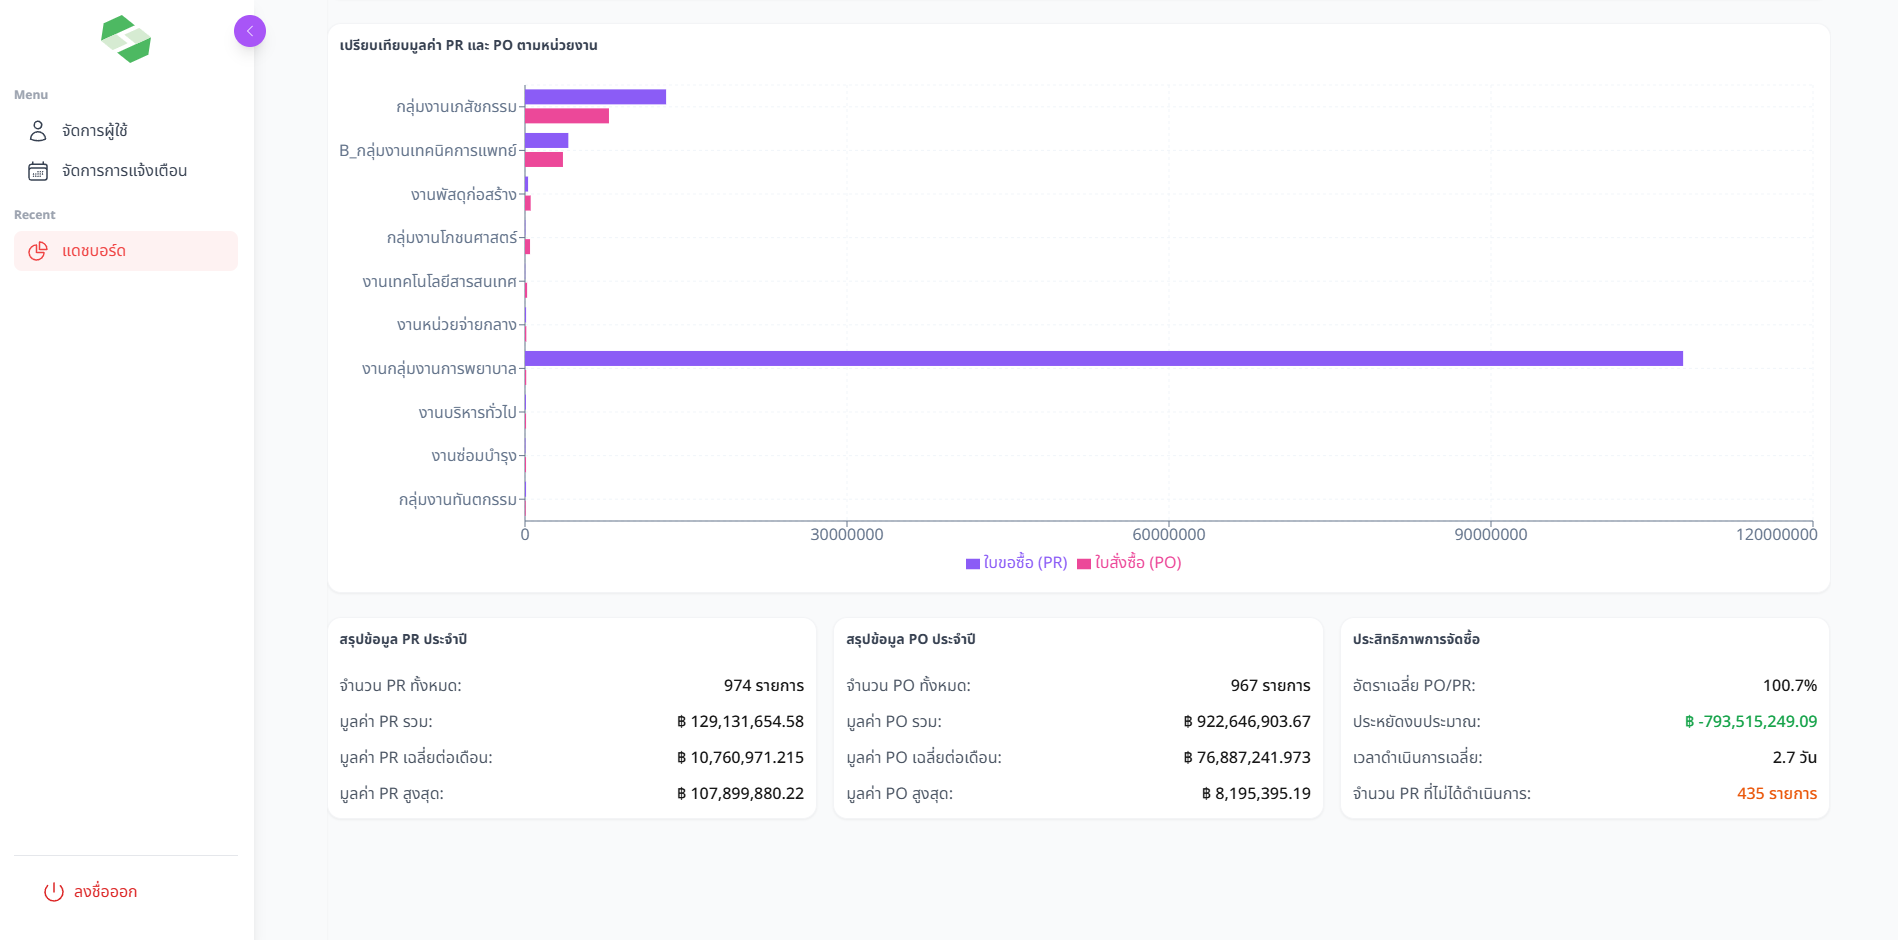 Menu
จัดการผู้ใช้
จัดการการแจ้งเตือน
Recent
แดชบอร์ด
ลงชื่อออก
เปรียบเทียบมูลค่า PR และ PO ตามหน่วยงาน
กลุ่มงานเภสัชกรรม
B_กลุ่มงานเทคนิคการแพทย์
งานพัสดุก่อสร้าง
กลุ่มงานโภชนศาสตร์
งานเทคโนโลยีสารสนเทศ
งานหน่วยจ่ายกลาง
งานกลุ่มงานการพยาบาล
งานบริหารทั่วไป
งานซ่อมบำรุง
กลุ่มงานทันตกรรม
0 30000000 60000000 90000000 120000000
ใบขอซื้อ (PR) ใบสั่งซื้อ (PO)
สรุปข้อมูล PR ประจำปี
จำนวน PR ทั้งหมด: 974 รายการ
มูลค่า PR รวม: ฿ 129,131,654.58
มูลค่า PR เฉลี่ยต่อเดือน: ฿ 10,760,971.215
มูลค่า PR สูงสุด: ฿ 107,899,880.22
สรุปข้อมูล PO ประจำปี
จำนวน PO ทั้งหมด: 967 รายการ
มูลค่า PO รวม: ฿ 922,646,903.67
มูลค่า PO เฉลี่ยต่อเดือน: ฿ 76,887,241.973
มูลค่า PO สูงสุด: ฿ 8,195,395.19
ประสิทธิภาพการจัดซื้อ
อัตราเฉลี่ย PO/PR: 100.7%
ประหยัดงบประมาณ: ฿ -793,515,249.09
เวลาดำเนินการเฉลี่ย: 2.7 วัน
จำนวน PR ที่ไม่ได้ดำเนินการ: 435 รายการ